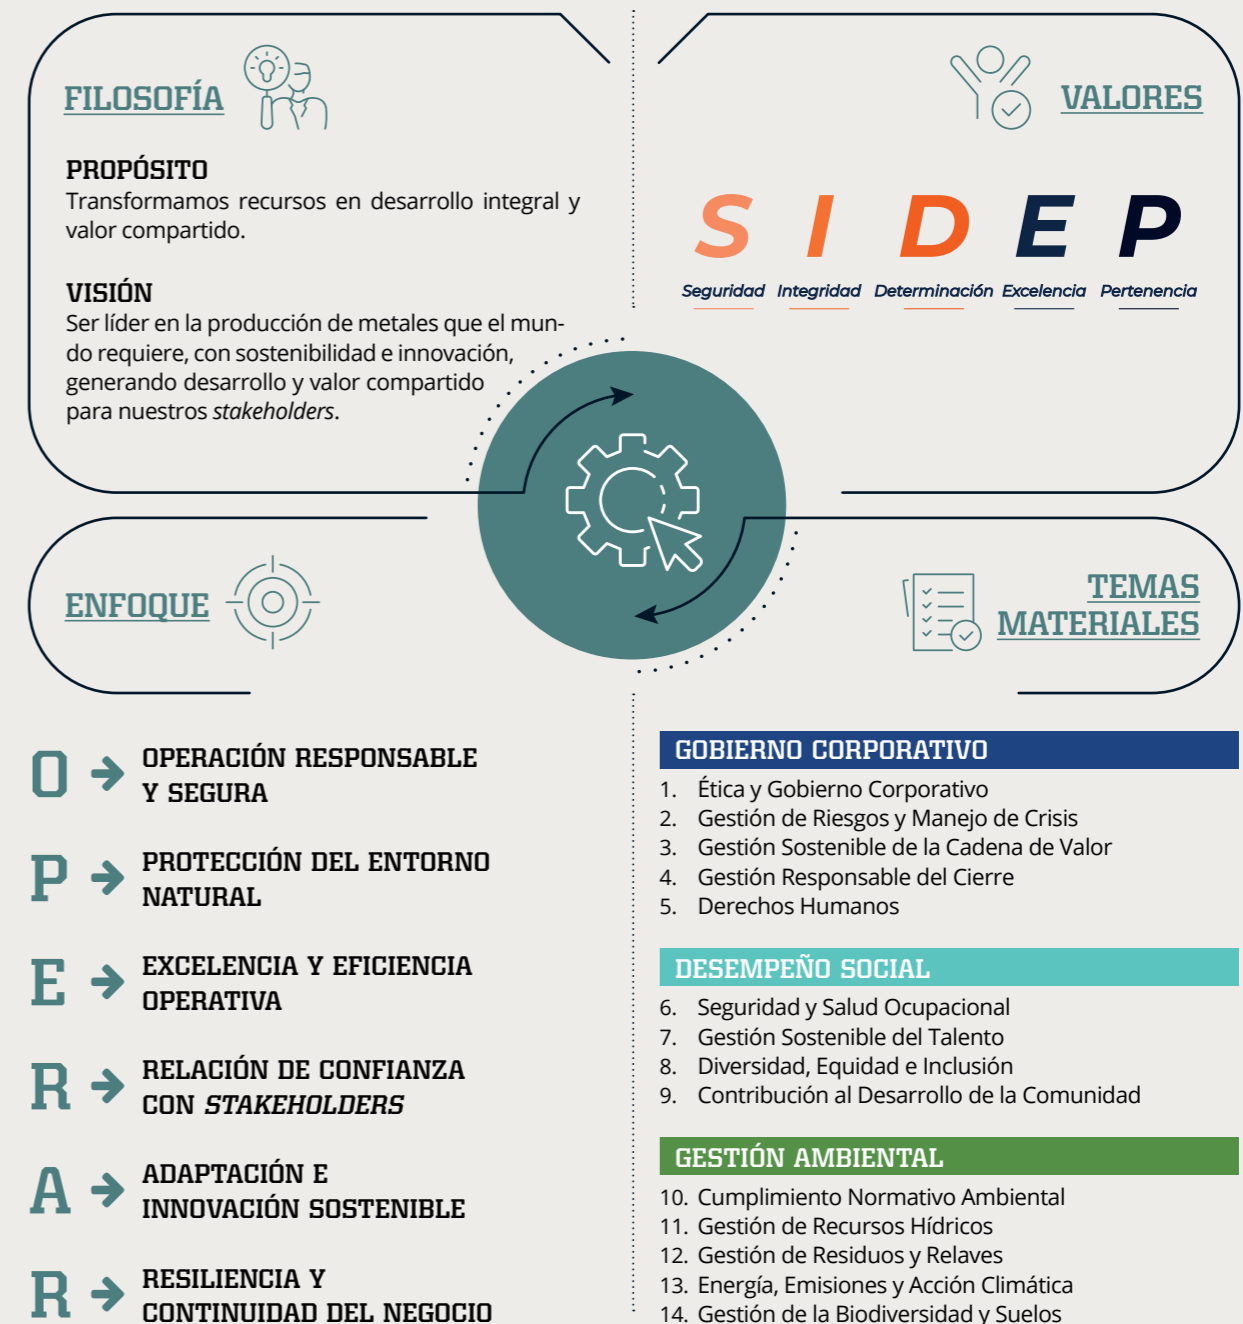 FILOSOFÍA
PROPÓSITO
Transformamos recursos en desarrollo integral y
valor compartido.
VISIÓN
Ser líder en la producción de metales que el mun-
do requiere, con sostenibilidad e innovación,
generando desarrollo y valor compartido
para nuestros stakeholders.
VALORES
S I D E P
Seguridad Integridad Determinación Excelencia Pertenencia
ENFOQUE
O
OPERACIÓN RESPONSABLE
Y SEGURA
P
PROTECCIÓN DEL ENTORNO
NATURAL
E
EXCELENCIA Y EFICIENCIA
OPERATIVA
R
RELACIÓN DE CONFIANZA
CON STAKEHOLDERS
A
ADAPTACIÓN E
INNOVACIÓN SOSTENIBLE
R
RESILIENCIA Y
CONTINUIDAD DEL NEGOCIO
TEMAS
MATERIALES
GOBIERNO CORPORATIVO
1. Ética y Gobierno Corporativo
2. Gestión de Riesgos y Manejo de Crisis
3. Gestión Sostenible de la Cadena de Valor
4. Gestión Responsable del Cierre
5. Derechos Humanos
DESEMPEÑO SOCIAL
6. Seguridad y Salud Ocupacional
7. Gestión Sostenible del Talento
8. Diversidad, Equidad e Inclusión
9. Contribución al Desarrollo de la Comunidad
GESTIÓN AMBIENTAL
10. Cumplimiento Normativo Ambiental
11. Gestión de Recursos Hídricos
12. Gestión de Residuos y Relaves
13. Energía, Emisiones y Acción Climática
14. Gestión de la Biodiversidad y Suelos